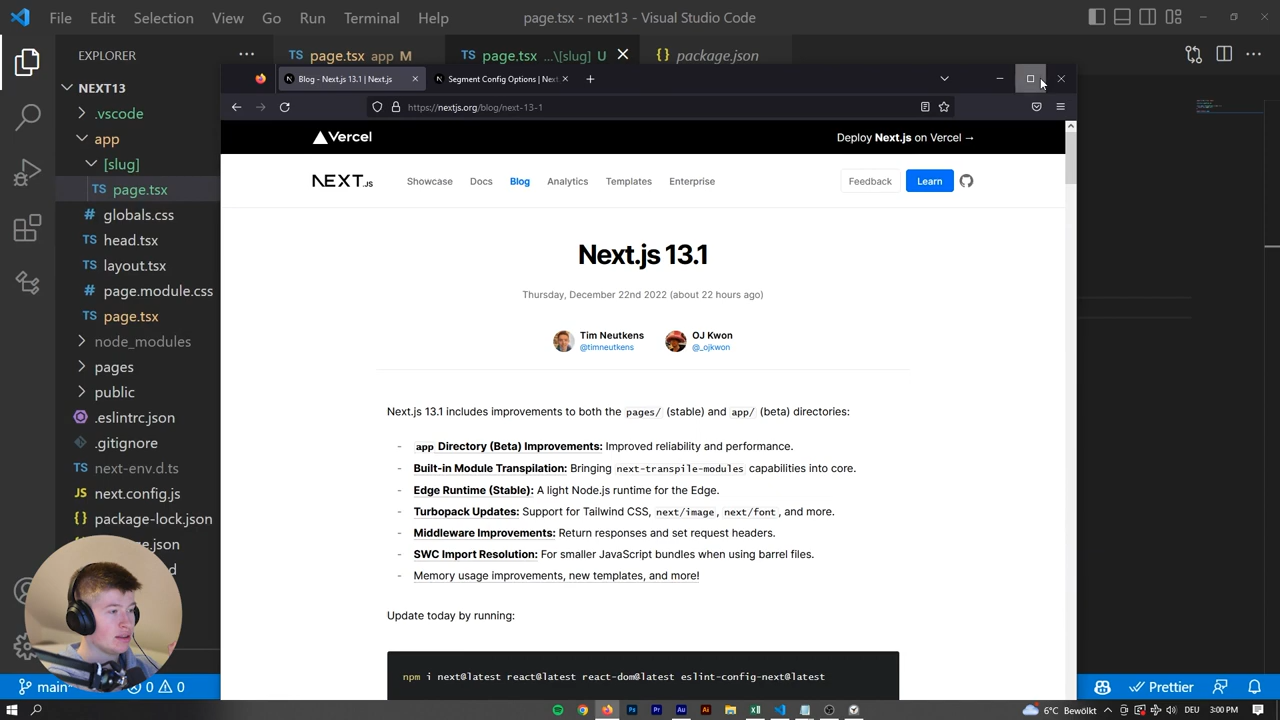 File Edit Selection View Go Run Terminal Help
page.tsx - next13 - Visual Studio Code
EXPLORER
page.tsx app M
TS page.tsx ...\[slug] U
{} package.json
NEXT13
.vscode
app
[slug]
TS page.tsx
# globals.css
TS head.tsx
TS layout.tsx
# page.module.css
TS page.tsx
node_modules
pages
public
.eslintrc.json
.gitignore
TS next-env.d.ts
JS next.config.js
{} package-lock.json
main*
0 0
Blog - Next.js 13.1 | Next.js
Segment Config Options | Next
https://nextjs.org/blog/next-13-1
Vercel
Deploy Next.js on Vercel →
NEXT.JS
Showcase Docs Blog Analytics Templates Enterprise
Feedback Learn
Next.js 13.1
Thursday, December 22nd 2022 (about 22 hours ago)
Tim Neutkens
@timneutkens
OJ Kwon
@_ojkwon
Next.js 13.1 includes improvements to both the pages/ (stable) and app/ (beta) directories:
- app Directory (Beta) Improvements: Improved reliability and performance.
- Built-in Module Transpilation: Bringing next-transpile-modules capabilities into core.
- Edge Runtime (Stable): A light Node.js runtime for the Edge.
- Turbopack Updates: Support for Tailwind CSS, next/image, next/font, and more.
- Middleware Improvements: Return responses and set request headers.
- SWC Import Resolution: For smaller JavaScript bundles when using barrel files.
- Memory usage improvements, new templates, and more!
Update today by running:
npm i next@latest react@latest react-dom@latest eslint-config-next@latest
Prettier
Ps Pr Au Ai
6°C Bewölkt
DEU
3:00 PM